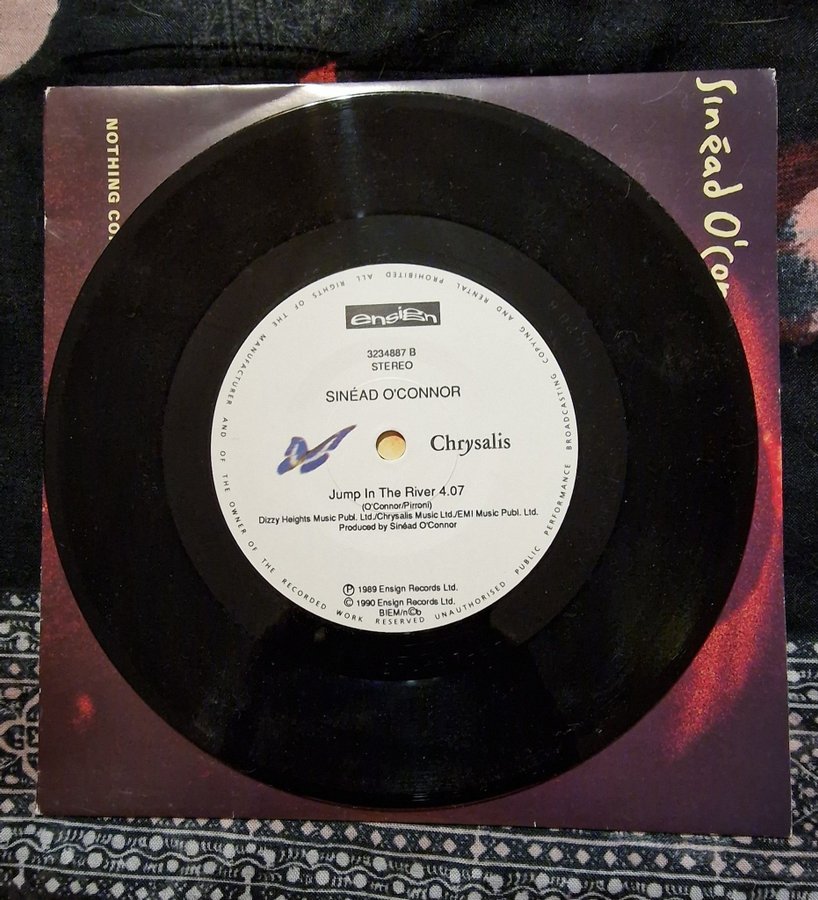 NOTHING CO
Sinéad O'Con
ensign
3234887 B
STEREO
SINÉAD O'CONNOR
Chrysalis
Jump In The River 4.07
(O'Connor/Pirroni)
Dizzy Heights Music Publ. Ltd./Chrysalis Music Ltd./EMI Music Publ. Ltd.
Produced by Sinéad O'Connor
Ⓟ 1989 Ensign Records Ltd.
© 1990 Ensign Records Ltd.
BIEM/n©b
ALL RIGHTS OF THE MANUFACTURER AND OF THE OWNER OF THE RECORDED WORK RESERVED UNAUTHORISED PUBLIC PERFORMANCE BROADCASTING COPYING AND RENTAL PROHIBITED